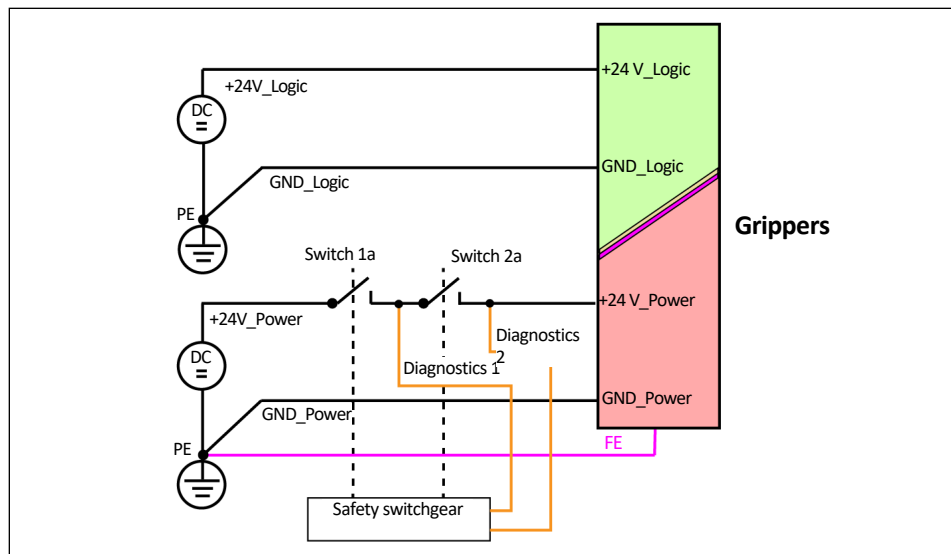 +24 V_Logic
+24V_Logic
DC
=
GND_Logic
PE
Grippers
Switch 1a
Switch 2a
+24V_Power
+24 V_Power
Diagnostics
2
DC
=
Diagnostics 1
GND_Power
GND_Power
PE
FE
Safety switchgear